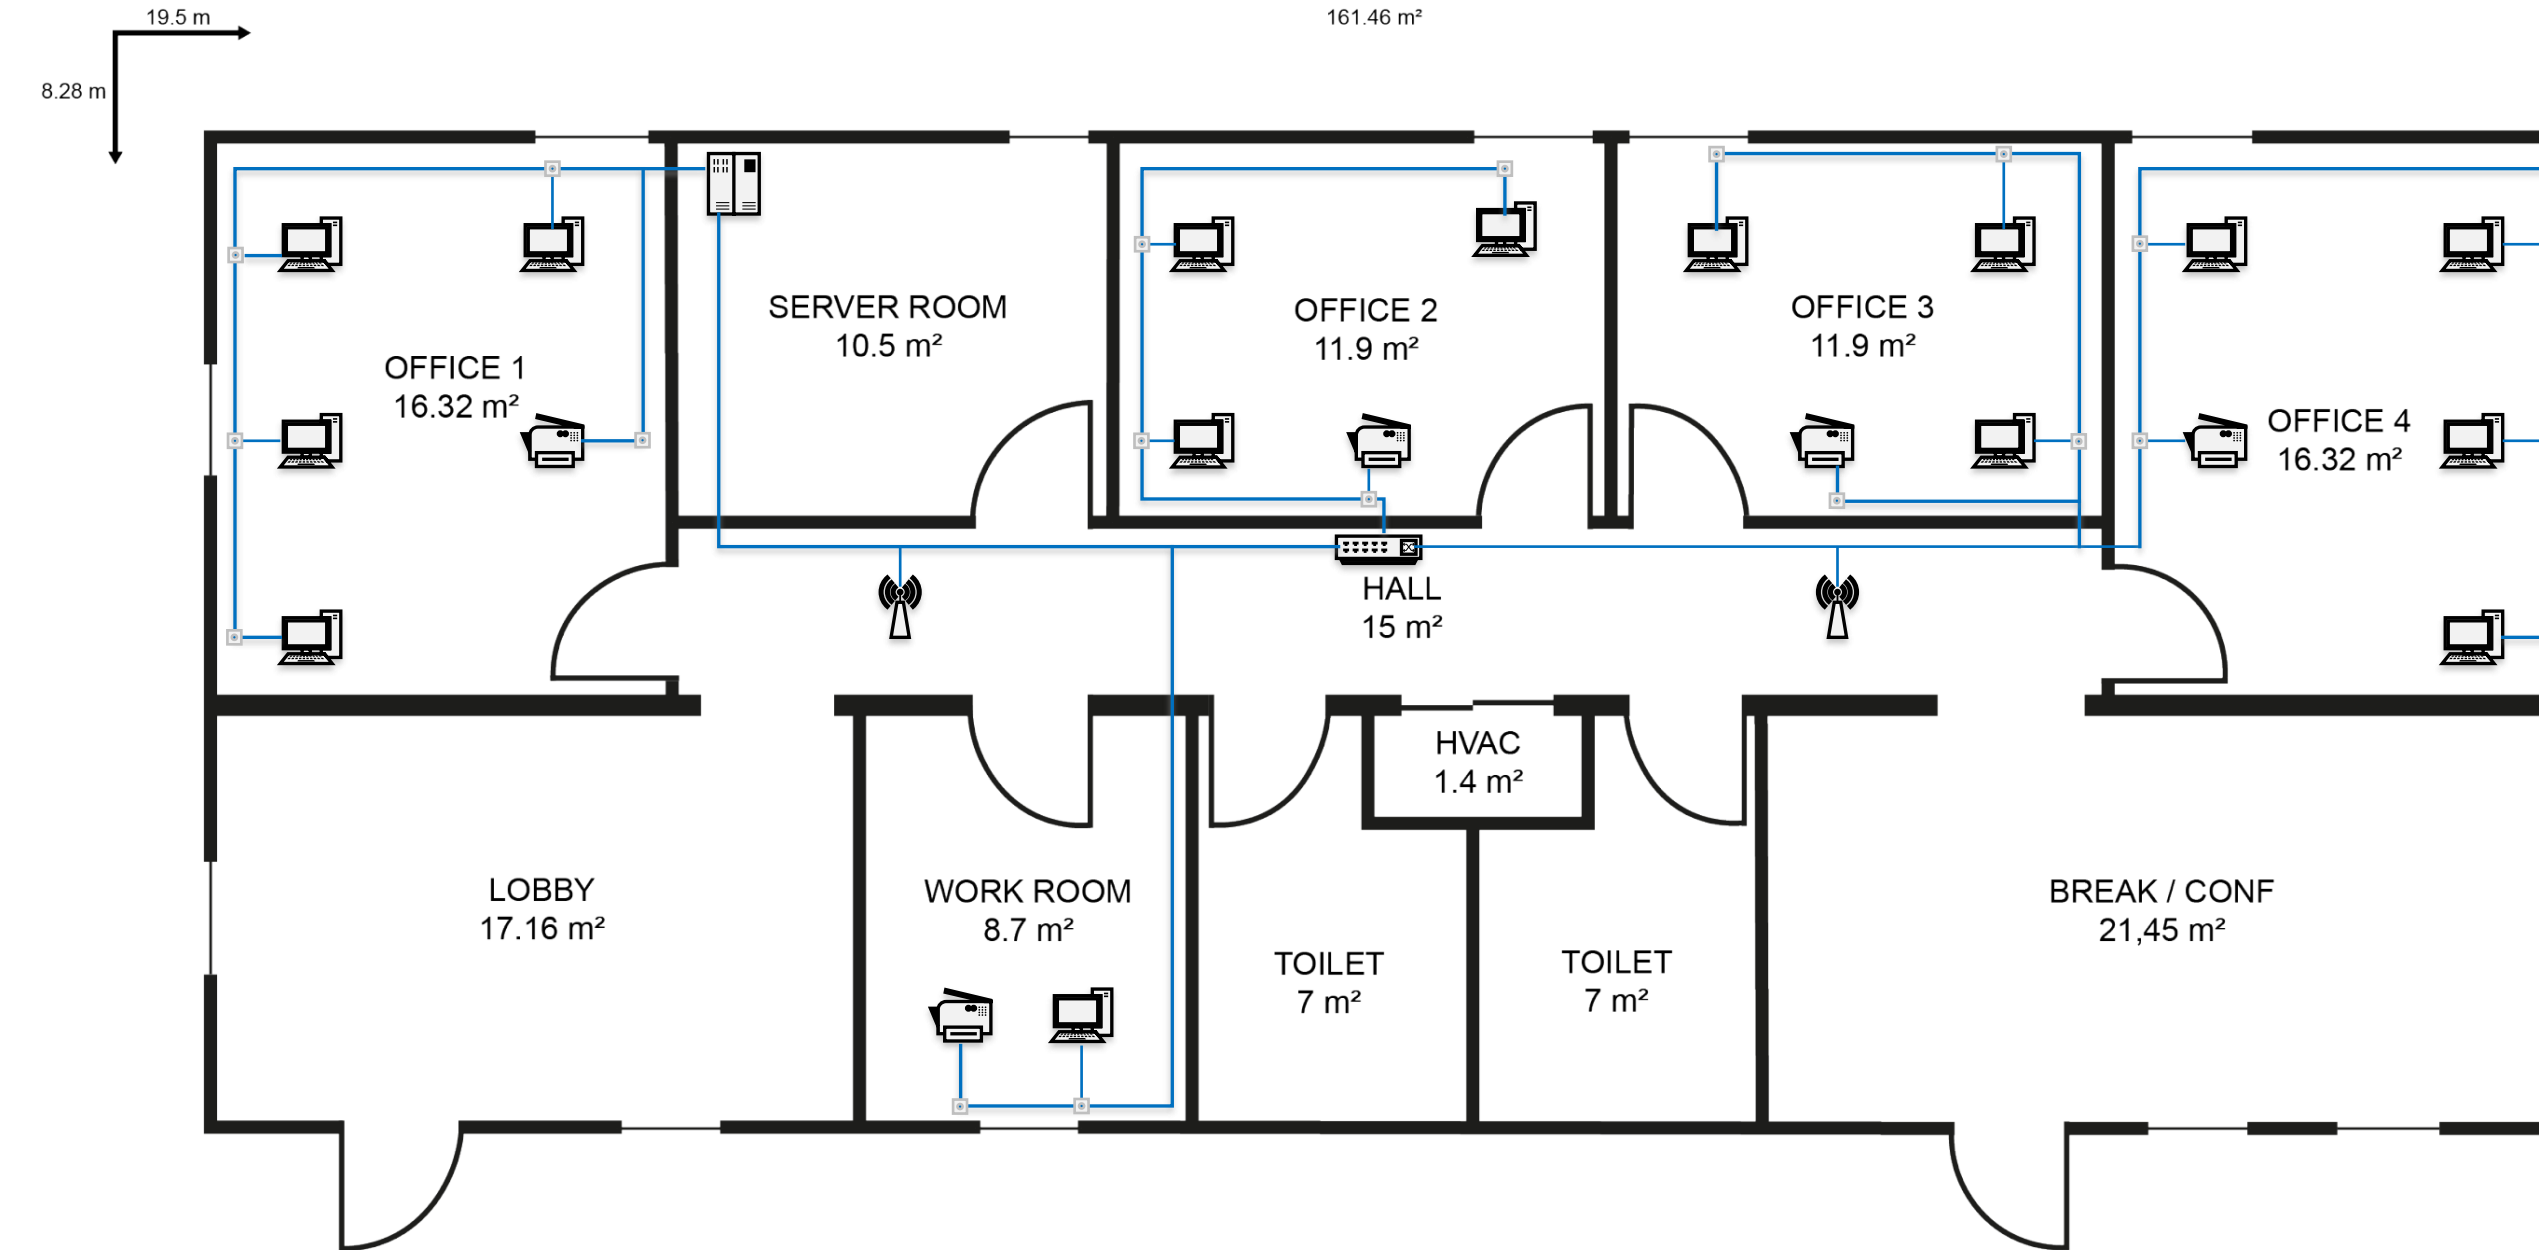 19.5 m
161.46 m²
8.28 m
SERVER ROOM
10.5 m²
OFFICE 2
11.9 m²
OFFICE 3
11.9 m²
OFFICE 1
16.32 m²
OFFICE 4
16.32 m²
HALL
15 m²
HVAC
1.4 m²
LOBBY
17.16 m²
WORK ROOM
8.7 m²
TOILET
7 m²
TOILET
7 m²
BREAK / CONF
21,45 m²